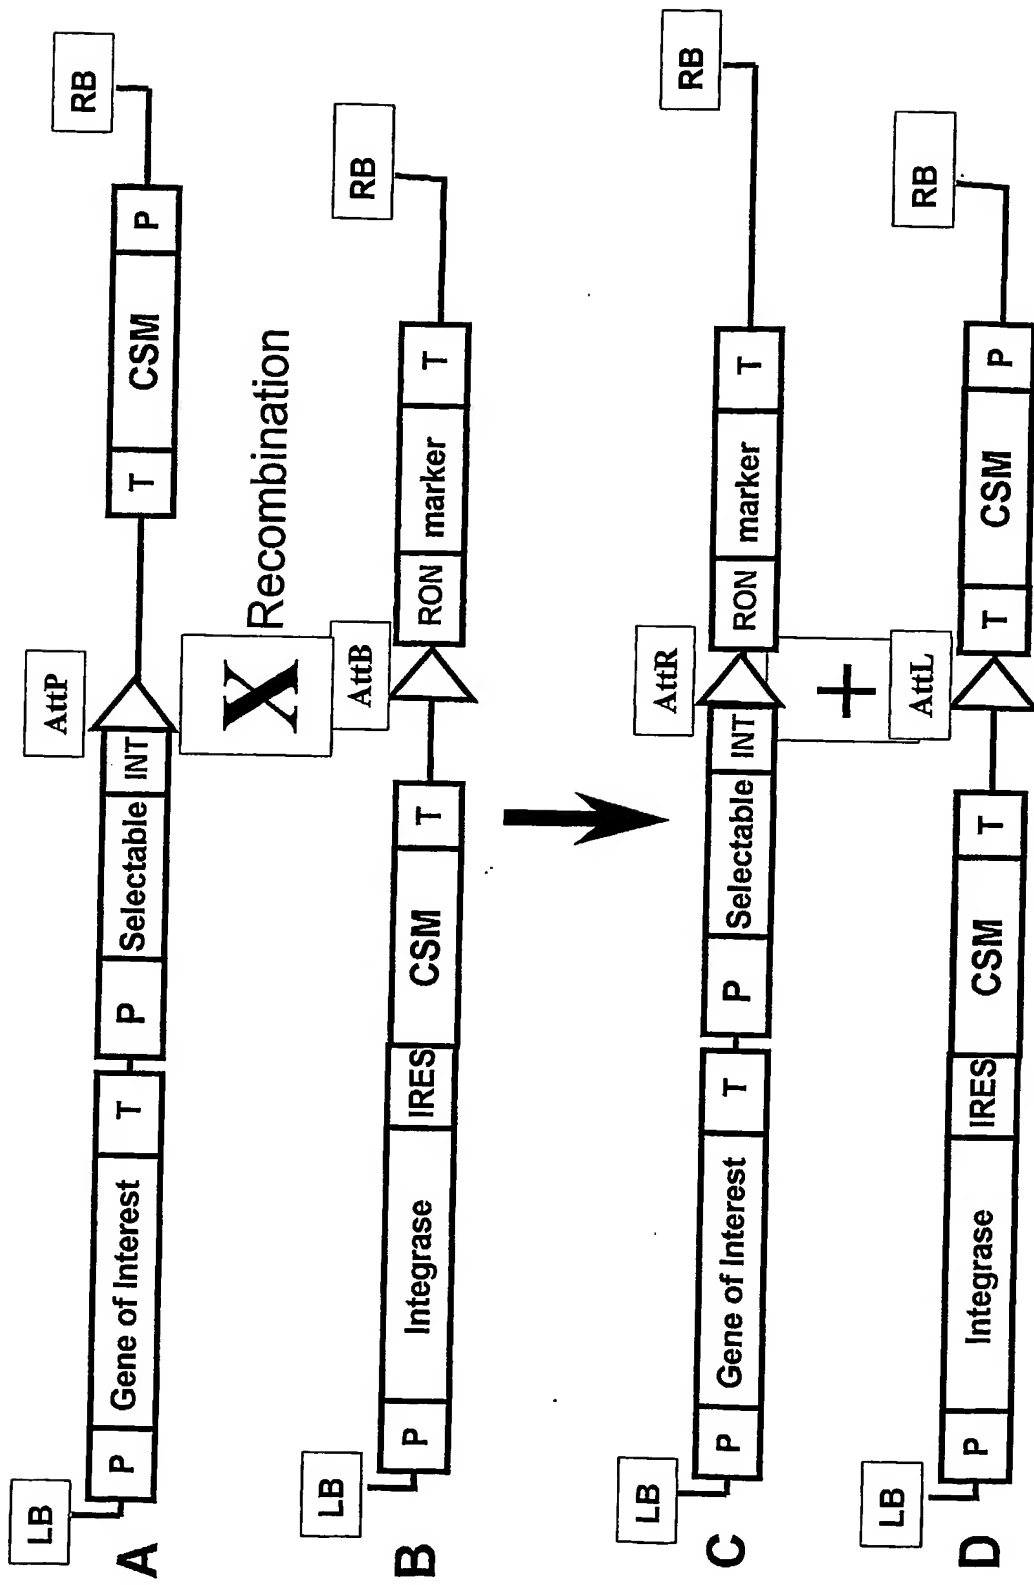 LB
A
P
Gene of Interest
T
P
Selectable
INT
AttP
T
CSM
P
RB
X
Recombination
LB
B
P
Integrase
IRES
CSM
T
AttB
RON
marker
T
RB
LB
C
P
Gene of Interest
T
P
Selectable
INT
AttR
RON
marker
T
RB
+
LB
D
P
Integrase
IRES
CSM
T
AttL
T
CSM
P
RB